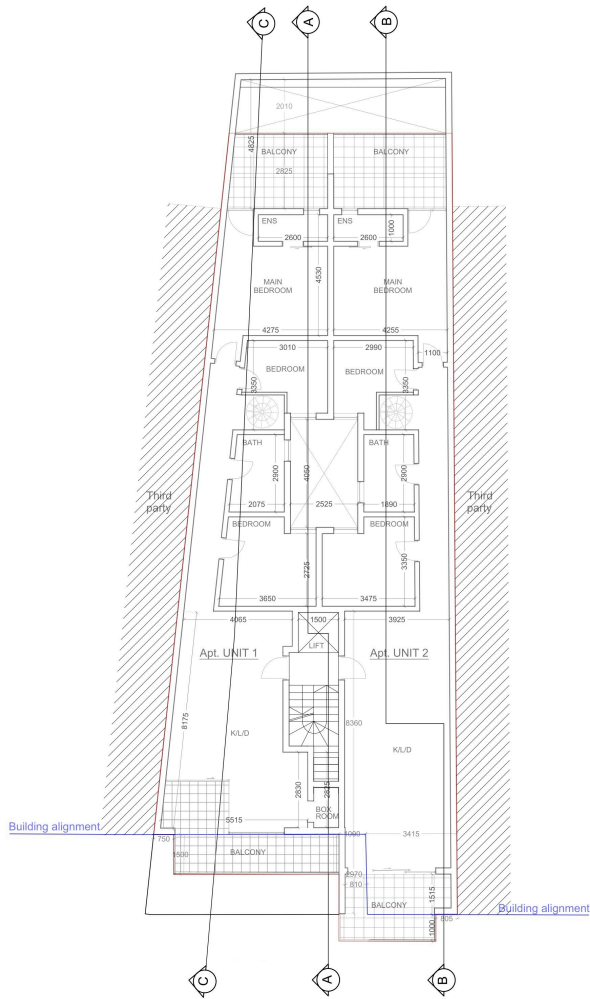 C
A
B
2010
4825
BALCONY
BALCONY
2825
ENS
ENS
2600
2600
1000
MAIN
BEDROOM
4530
MAIN
BEDROOM
4275
4255
3010
2990
1100
BEDROOM
BEDROOM
3350
3350
BATH
BATH
4050
2900
2900
2075
2525
1890
Third
party
Third
party
BEDROOM
BEDROOM
2725
3350
3650
3475
4065
1500
3925
LIFT
Apt. UNIT 1
Apt. UNIT 2
8175
8360
K/L/D
K/L/D
2830
2825
BOX
ROOM
5515
Building alignment
750
1090
3415
1500
BALCONY
2970
810
1515
BALCONY
Building alignment
1000
805
C
A
B